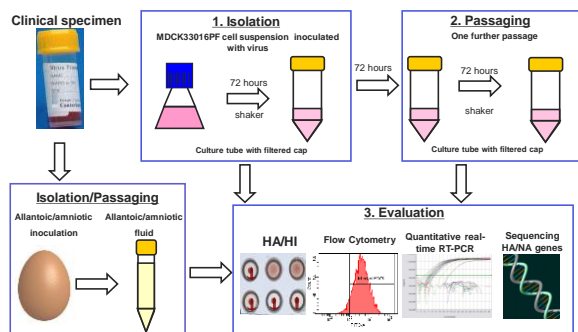 Clinical specimen
1. Isolation
MDCK33016PF cell suspension inoculated
with virus
72 hours
shaker
Culture tube with filtered cap
72 hours
2. Passaging
One further passage
72 hours
shaker
Culture tube with filtered cap
Isolation/Passaging
Allantoic/amniotic
inoculation
Allantoic/amniotic
fluid
3. Evaluation
HA/HI
Flow Cytometry
Quantitative real-
time RT-PCR
Sequencing
HA/NA genes